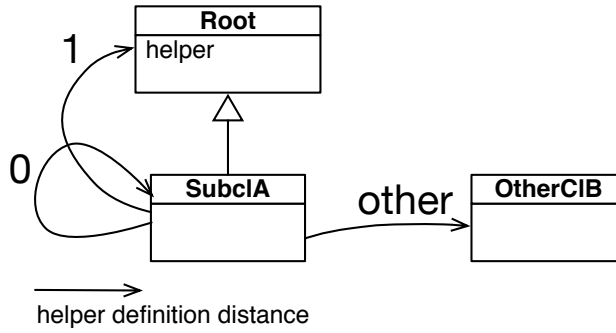 Root
1
helper
0
SubclA
other
OtherClB
helper definition distance